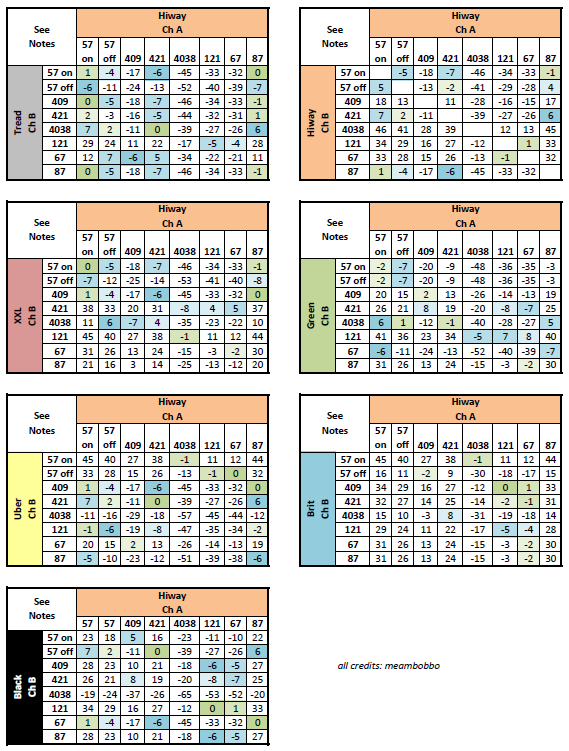 See
Notes
Hiway
Ch A
57 on 57 off 409 421 4038 121 67 87
Tread
Ch B
57 on 1 -4 -17 -6 -45 -33 -32 0
57 off -6 -11 -24 -13 -52 -40 -39 -7
409 0 -5 -18 -7 -46 -34 -33 -1
421 2 -3 -16 -5 -44 -32 -31 1
4038 7 2 -11 0 -39 -27 -26 6
121 29 24 11 22 -17 -5 -4 28
67 12 7 -6 5 -34 -22 -21 11
87 0 -5 -18 -7 -46 -34 -33 -1
See
Notes
Hiway
Ch A
57 on 57 off 409 421 4038 121 67 87
Hiway
Ch B
57 on -5 -18 -7 -46 -34 -33 -1
57 off 5 -13 -2 -41 -29 -28 4
409 18 13 11 -28 -16 -15 17
421 7 2 -11 -39 -27 -26 6
4038 46 41 28 39 12 13 45
121 34 29 16 27 -12 1 33
67 33 28 15 26 -13 -1 32
87 1 -4 -17 -6 -45 -33 -32
See
Notes
Hiway
Ch A
57 on 57 off 409 421 4038 121 67 87
XXL
Ch B
57 on 0 -5 -18 -7 -46 -34 -33 -1
57 off -7 -12 -25 -14 -53 -41 -40 -8
409 1 -4 -17 -6 -45 -33 -32 0
421 38 33 20 31 -8 4 5 37
4038 11 6 -7 4 -35 -23 -22 10
121 45 40 27 38 -1 11 12 44
67 31 26 13 24 -15 -3 -2 30
87 21 16 3 14 -25 -13 -12 20
See
Notes
Hiway
Ch A
57 on 57 off 409 421 4038 121 67 87
Green
Ch B
57 on -2 -7 -20 -9 -48 -36 -35 -3
57 off -2 -7 -20 -9 -48 -36 -35 -3
409 20 15 2 13 -26 -14 -13 19
421 26 21 8 19 -20 -8 -7 25
4038 6 1 -12 -1 -40 -28 -27 5
121 41 36 23 34 -5 7 8 40
67 -6 -11 -24 -13 -52 -40 -39 -7
87 31 26 13 24 -15 -3 -2 30
See
Notes
Hiway
Ch A
57 on 57 off 409 421 4038 121 67 87
Uber
Ch B
57 on 45 40 27 38 -1 11 12 44
57 off 33 28 15 26 -13 -1 0 32
409 1 -4 -17 -6 -45 -33 -32 0
421 7 2 -11 0 -39 -27 -26 6
4038 -11 -16 -29 -18 -57 -45 -44 -12
121 -1 -6 -19 -8 -47 -35 -34 -2
67 20 15 2 13 -26 -14 -13 19
87 -5 -10 -23 -12 -51 -39 -38 -6
See
Notes
Hiway
Ch A
57 on 57 off 409 421 4038 121 67 87
Brit
Ch B
57 on 45 40 27 38 -1 11 12 44
57 off 16 11 -2 9 -30 -18 -17 15
409 34 29 16 27 -12 0 1 33
421 32 27 14 25 -14 -2 -1 31
4038 15 10 -3 8 -31 -19 -18 14
121 29 24 11 22 -17 -5 -4 28
67 31 26 13 24 -15 -3 -2 30
87 31 26 13 24 -15 -3 -2 30
See
Notes
Hiway
Ch A
57 57 409 421 4038 121 67 87
Black
Ch B
57 on 23 18 5 16 -23 -11 -10 22
57 off 7 2 -11 0 -39 -27 -26 6
409 28 23 10 21 -18 -6 -5 27
421 26 21 8 19 -20 -8 -7 25
4038 -19 -24 -37 -26 -65 -53 -52 -20
121 34 29 16 27 -12 0 1 33
67 1 -4 -17 -6 -45 -33 -32 0
87 28 23 10 21 -18 -6 -5 27
all credits: meambobbo